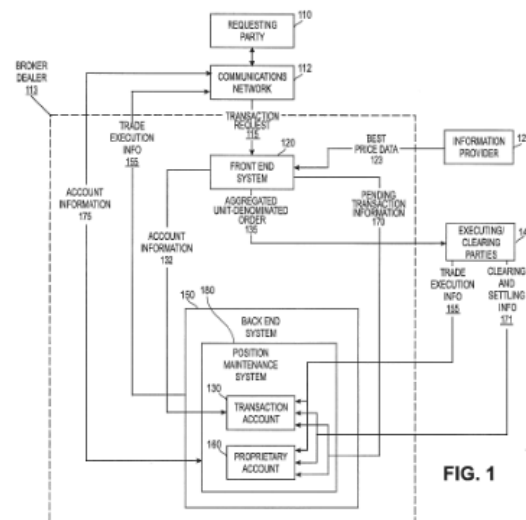 REQUESTING
PARTY
110
BROKER
DEALER
113
COMMUNICATIONS
NETWORK
112
TRANSACTION
REQUEST
115
TRADE
EXECUTION
INFO
155
120
FRONT END
SYSTEM
BEST
PRICE DATA
123
INFORMATION
PROVIDER
ACCOUNT
INFORMATION
175
AGGREGATED
UNIT-DENOMINATED
ORDER
135
PENDING
TRANSACTION
INFORMATION
170
EXECUTING/
CLEARING
PARTIES
ACCOUNT
INFORMATION
132
TRADE
EXECUTION
INFO
155
CLEARING
AND
SETTLING
INFO
171
150
180
BACK END
SYSTEM
POSITION
MAINTENANCE
SYSTEM
130
TRANSACTION
ACCOUNT
160
PROPRIETARY
ACCOUNT
FIG. 1